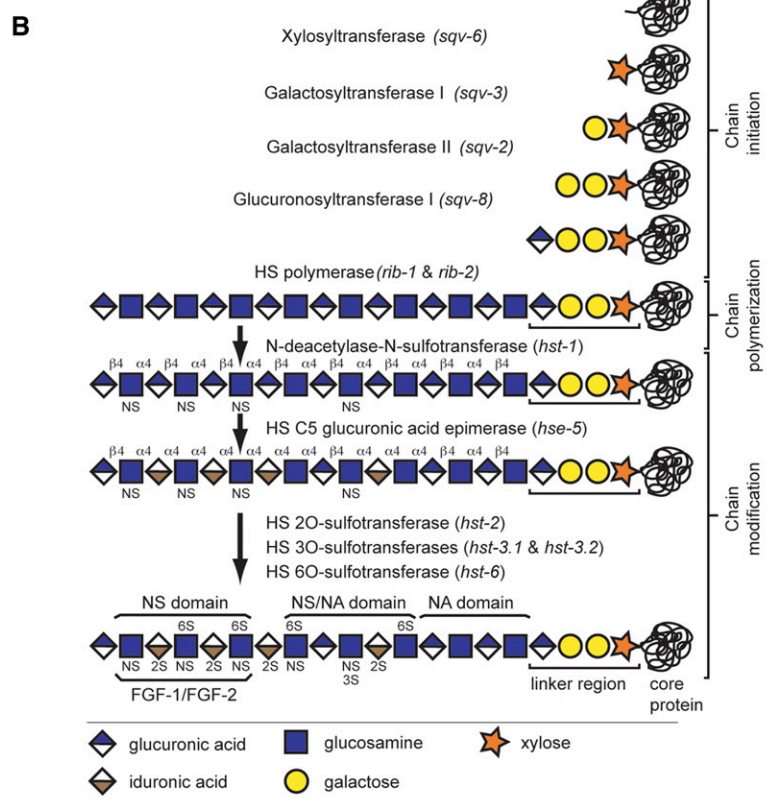 B
Xylosyltransferase (sqv-6)
Galactosyltransferase I (sqv-3)
Galactosyltransferase II (sqv-2)
Glucuronosyltransferase I (sqv-8)
Chain initiation
HS polymerase(rib-1 & rib-2)
Chain polymerization
N-deacetylase-N-sulfotransferase (hst-1)
β4 α4 β4 α4 β4 α4 β4 α4 β4 α4 β4 α4 β4 α4 β4
NS NS NS NS
HS C5 glucuronic acid epimerase (hse-5)
β4 α4 α4 α4 α4 α4 α4 α4 β4 α4 α4 α4 β4 α4 β4
NS NS NS NS
Chain modification
HS 2O-sulfotransferase (hst-2)
HS 3O-sulfotransferases (hst-3.1 & hst-3.2)
HS 6O-sulfotransferase (hst-6)
NS domain NS/NA domain NA domain
6S 6S 6S 6S
NS 2S NS 2S NS 2S NS NS 2S
3S
FGF-1/FGF-2
linker region
core protein
glucuronic acid glucosamine xylose
iduronic acid galactose